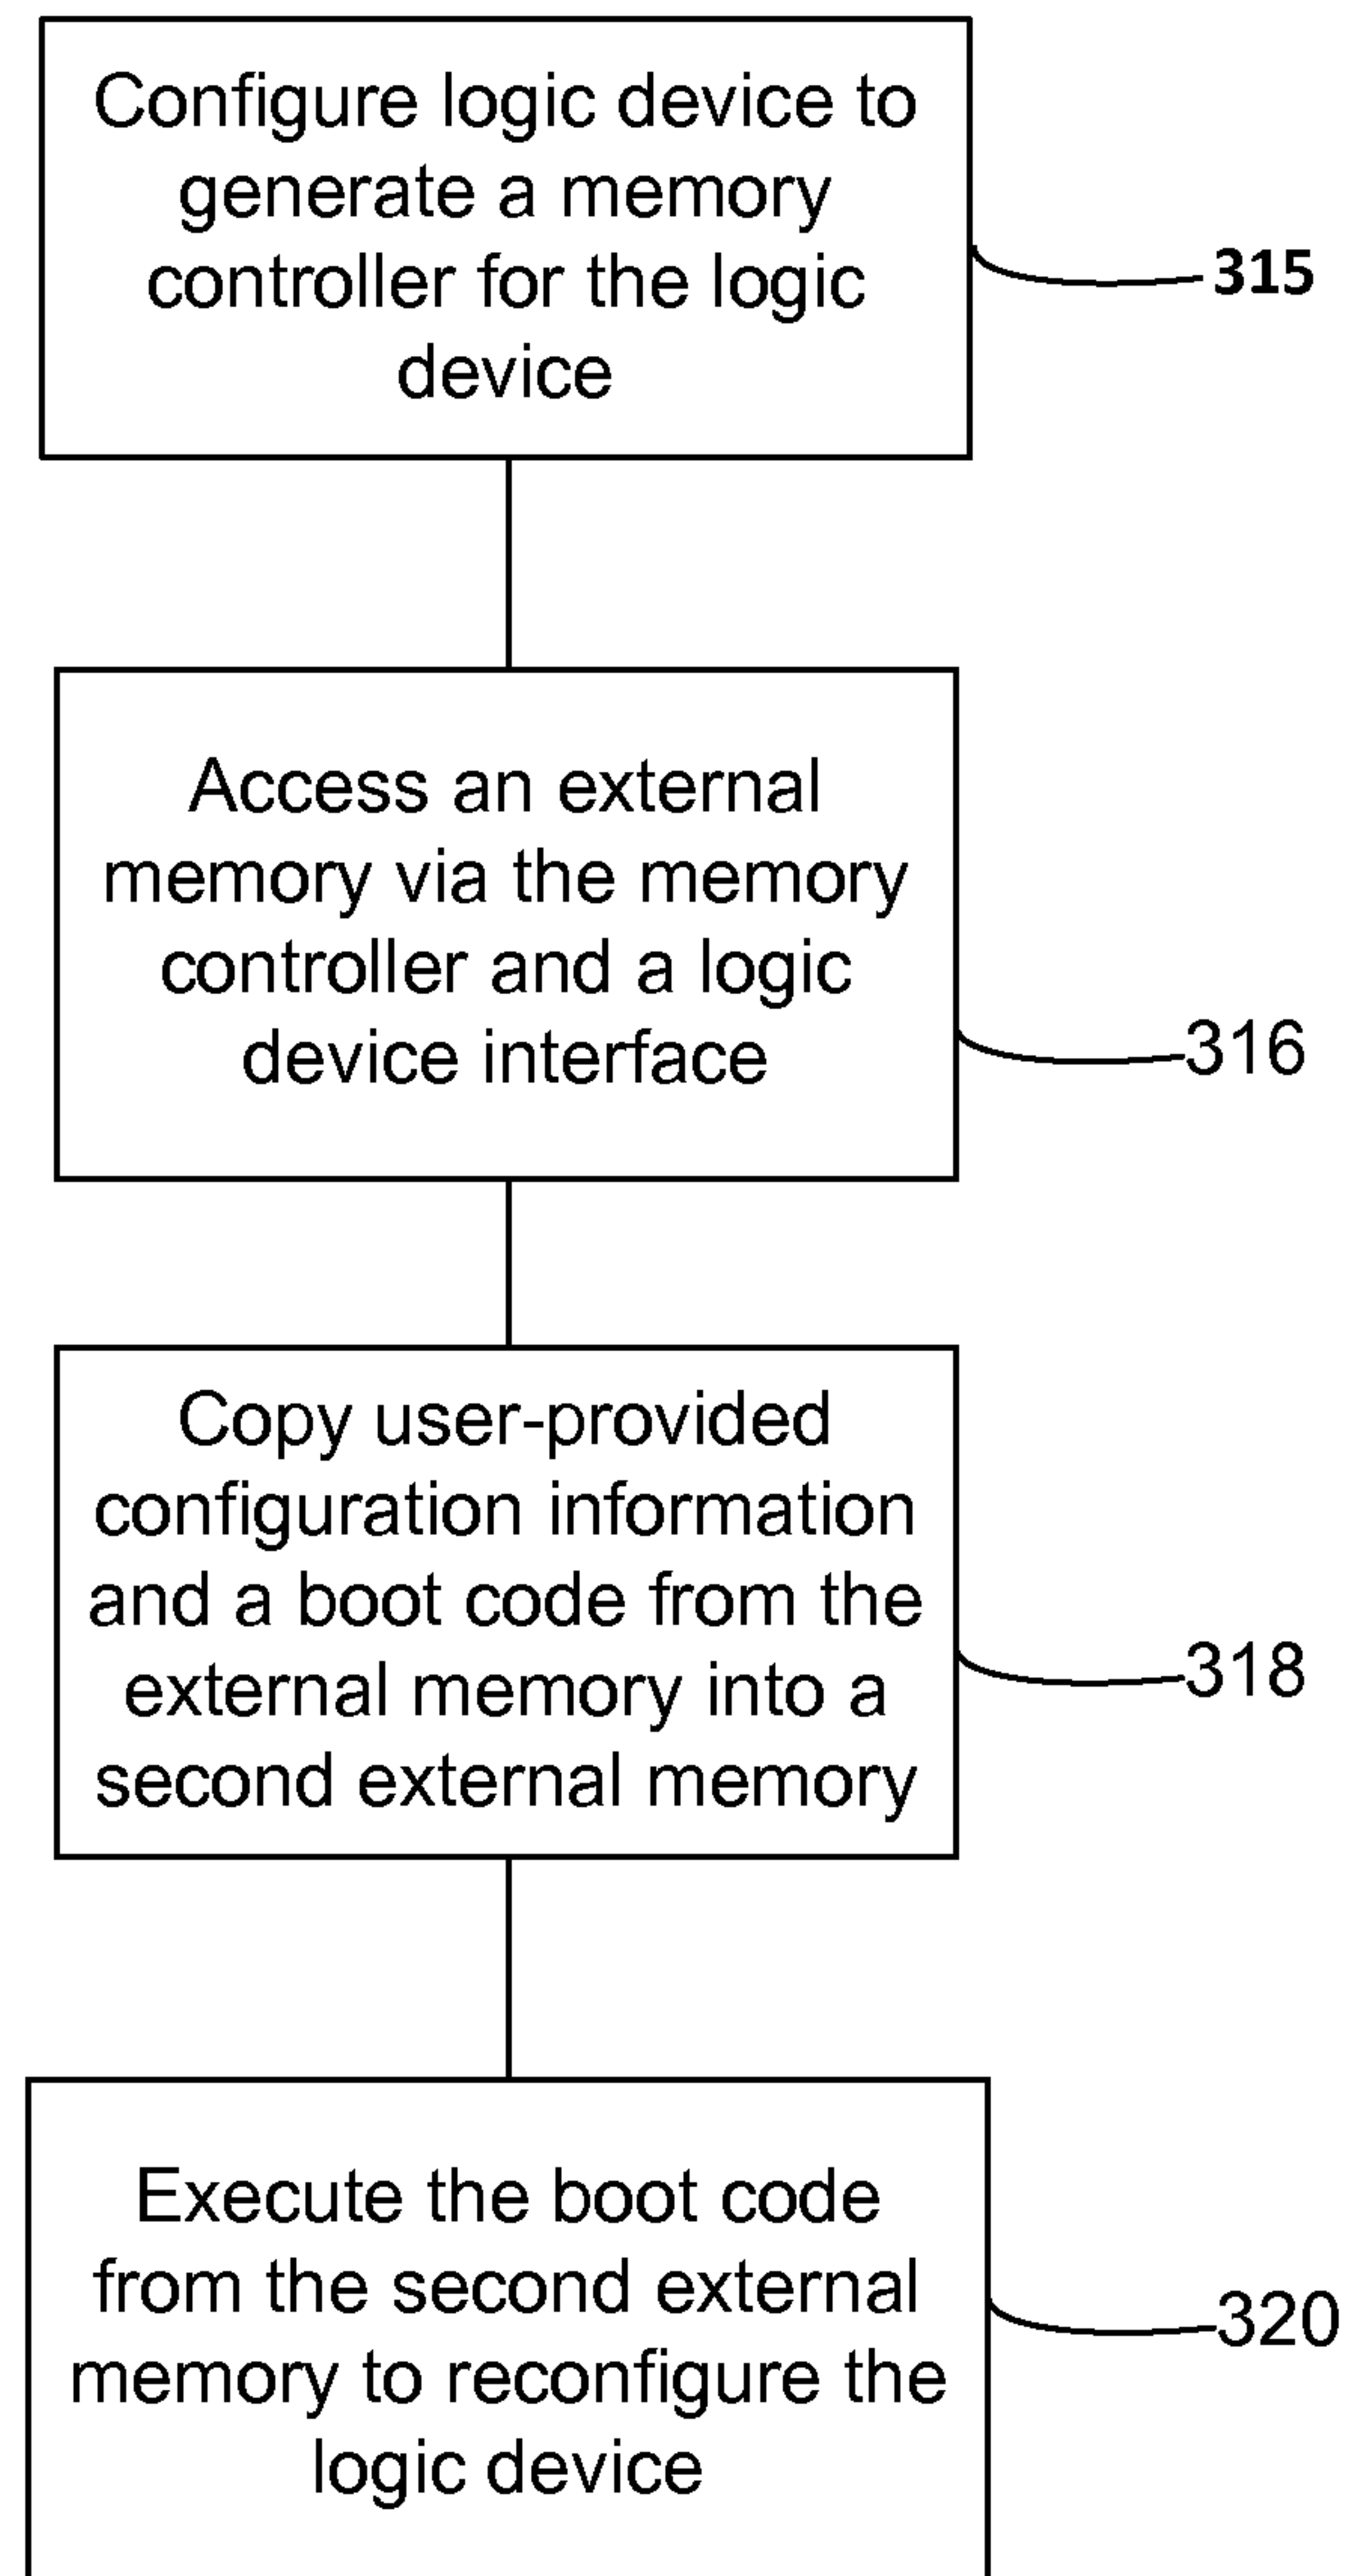 Configure logic device to
generate a memory
controller for the logic
device
315
Access an external
memory via the memory
controller and a logic
device interface
316
Copy user-provided
configuration information
and a boot code from the
external memory into a
second external memory
318
Execute the boot code
from the second external
memory to reconfigure the
logic device
320